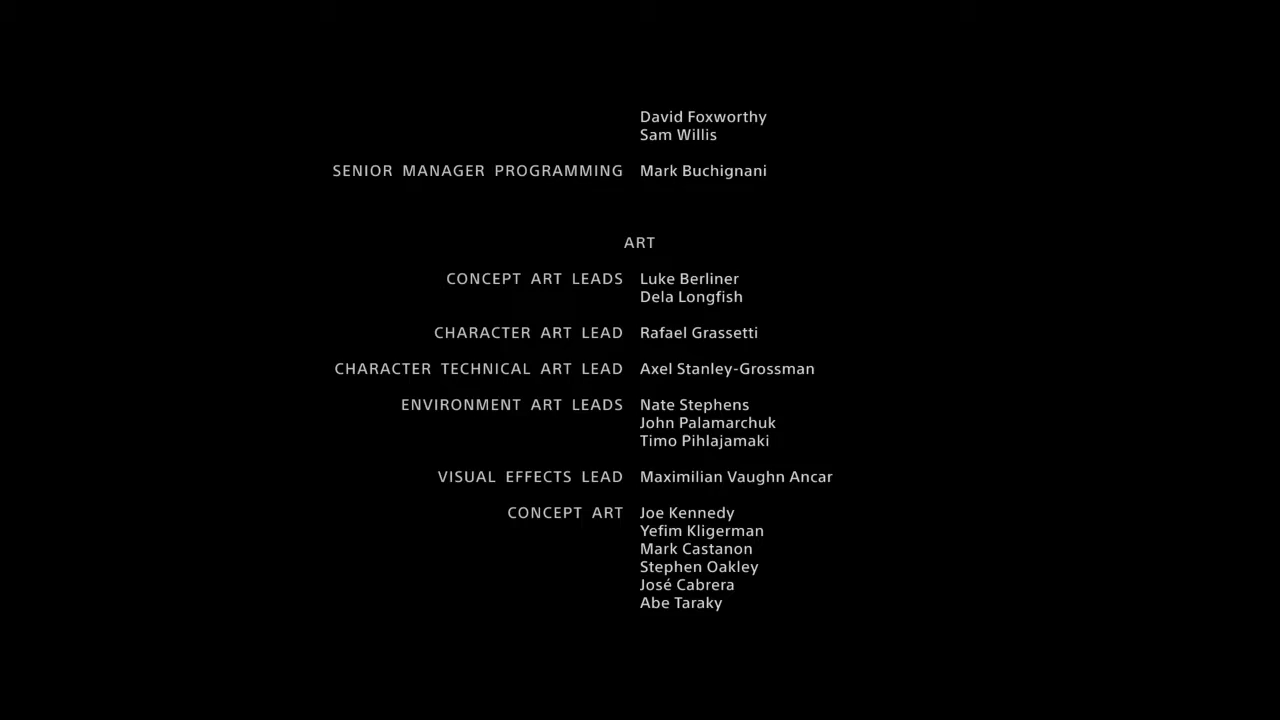 David Foxworthy
Sam Willis
SENIOR MANAGER PROGRAMMING Mark Buchignani
ART
CONCEPT ART LEADS Luke Berliner
Dela Longfish
CHARACTER ART LEAD Rafael Grassetti
CHARACTER TECHNICAL ART LEAD Axel Stanley-Grossman
ENVIRONMENT ART LEADS Nate Stephens
John Palamarchuk
Timo Pihlajamaki
VISUAL EFFECTS LEAD Maximilian Vaughn Ancar
CONCEPT ART Joe Kennedy
Yefim Kligerman
Mark Castanon
Stephen Oakley
José Cabrera
Abe Taraky